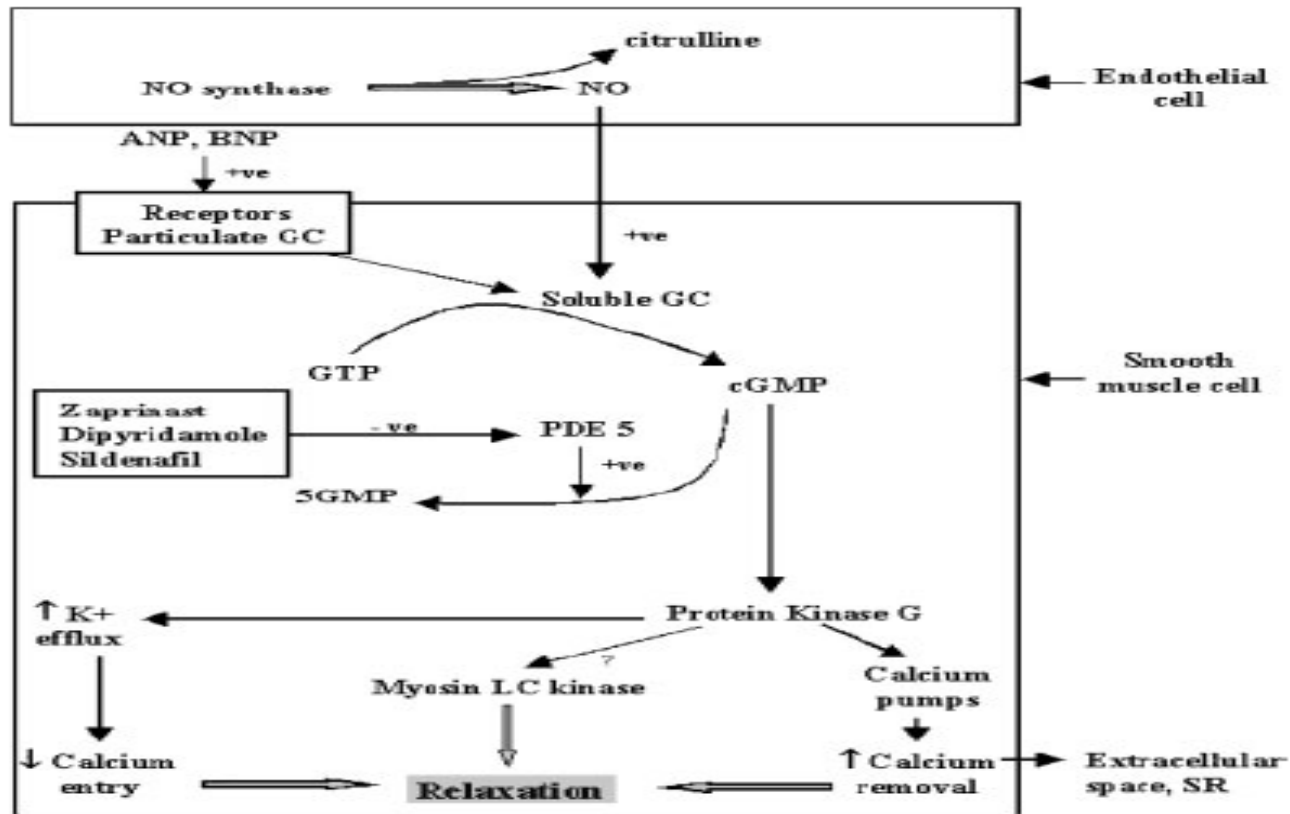 citrulline
NO synthase
NO
Endothelial
cell
ANP, BNP
+ve
Receptors
Particulate GC
+ve
Soluble GC
GTP
cGMP
Smooth
muscle cell
Zaprinast
Dipyridamole
Sildenafil
- ve
PDE 5
+ve
5GMP
↑ K+
efflux
Protein Kinase G
?
Myosin LC kinase
Calcium
pumps
↓ Calcium
entry
Relaxation
↑ Calcium
removal
Extracellular
space, SR